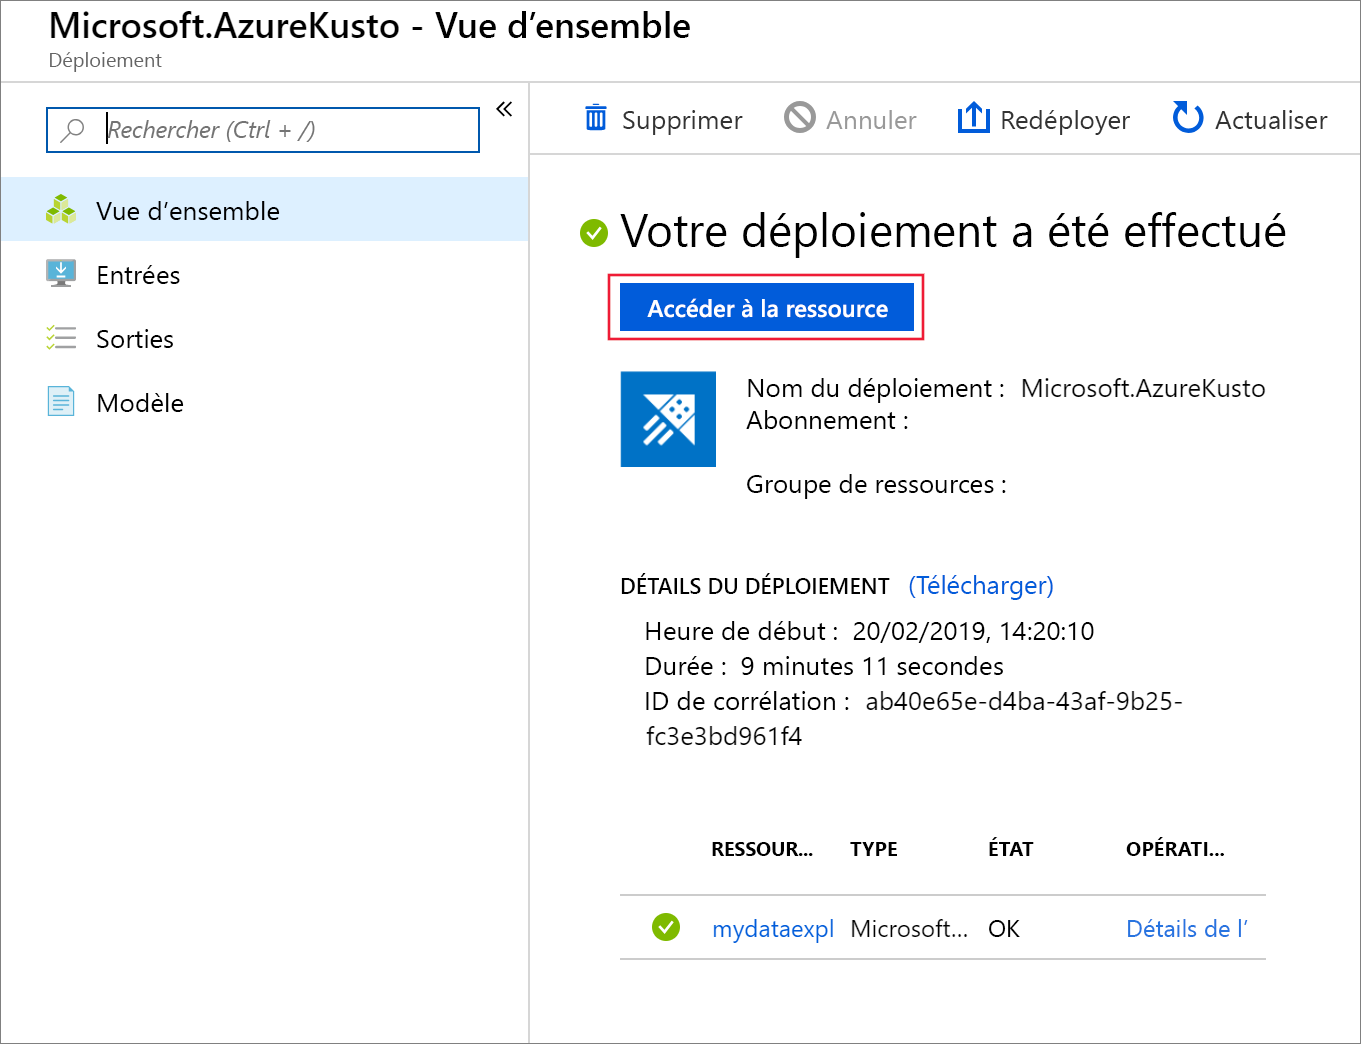 Microsoft.AzureKusto - Vue d’ensemble
Déploiement
Rechercher (Ctrl + /)
«
Vue d’ensemble
Entrées
Sorties
Modèle
Supprimer
Annuler
Redéployer
Actualiser
Votre déploiement a été effectué
Accéder à la ressource
Nom du déploiement : Microsoft.AzureKusto
Abonnement :
Groupe de ressources :
DÉTAILS DU DÉPLOIEMENT (Télécharger)
Heure de début : 20/02/2019, 14:20:10
Durée : 9 minutes 11 secondes
ID de corrélation : ab40e65e-d4ba-43af-9b25-
fc3e3bd961f4
RESSOUR... TYPE ÉTAT OPÉRATI...
mydataexpl Microsoft... OK Détails de l’